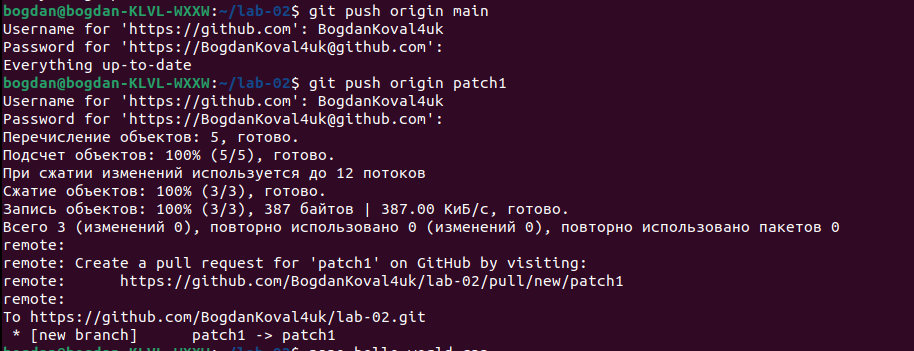 bogdan@bogdan-KLVL-WXXW:~/lab-02$ git push origin main
Username for 'https://github.com': BogdanKoval4uk
Password for 'https://BogdanKoval4uk@github.com':
Everything up-to-date
bogdan@bogdan-KLVL-WXXW:~/lab-02$ git push origin patch1
Username for 'https://github.com': BogdanKoval4uk
Password for 'https://BogdanKoval4uk@github.com':
Перечисление объектов: 5, готово.
Подсчет объектов: 100% (5/5), готово.
При сжатии изменений используется до 12 потоков
Сжатие объектов: 100% (3/3), готово.
Запись объектов: 100% (3/3), 387 байтов | 387.00 КиБ/с, готово.
Всего 3 (изменений 0), повторно использовано 0 (изменений 0), повторно использовано пакетов 0
remote:
remote: Create a pull request for 'patch1' on GitHub by visiting:
remote:      https://github.com/BogdanKoval4uk/lab-02/pull/new/patch1
remote:
To https://github.com/BogdanKoval4uk/lab-02.git
 * [new branch]      patch1 -> patch1
bogdan@bogdan-KLVL-WXXW:~/lab-02$